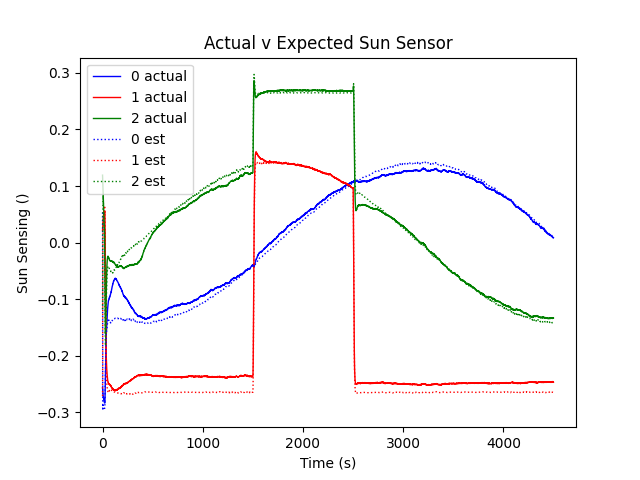 Actual v Expected Sun Sensor
0 actual
1 actual
2 actual
0 est
1 est
2 est
0.3
0.2
0.1
0.0
−0.1
−0.2
−0.3
Sun Sensing ()
0 1000 2000 3000 4000
Time (s)